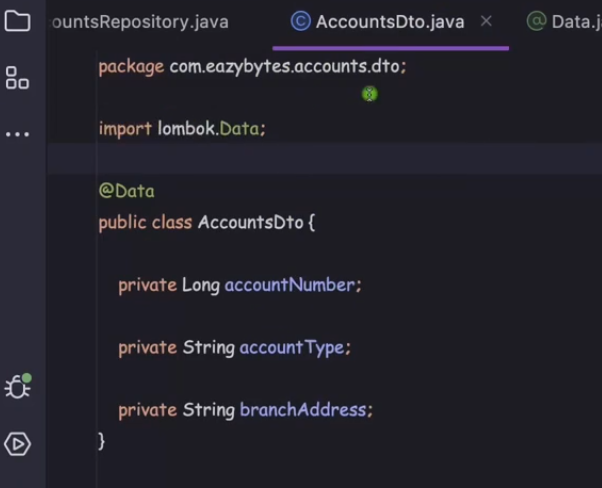 ountsRepository.java
AccountsDto.java
Data.j
package com.eazybytes.accounts.dto;
import lombok.Data;
@Data
public class AccountsDto {
private Long accountNumber;
private String accountType;
private String branchAddress;
}